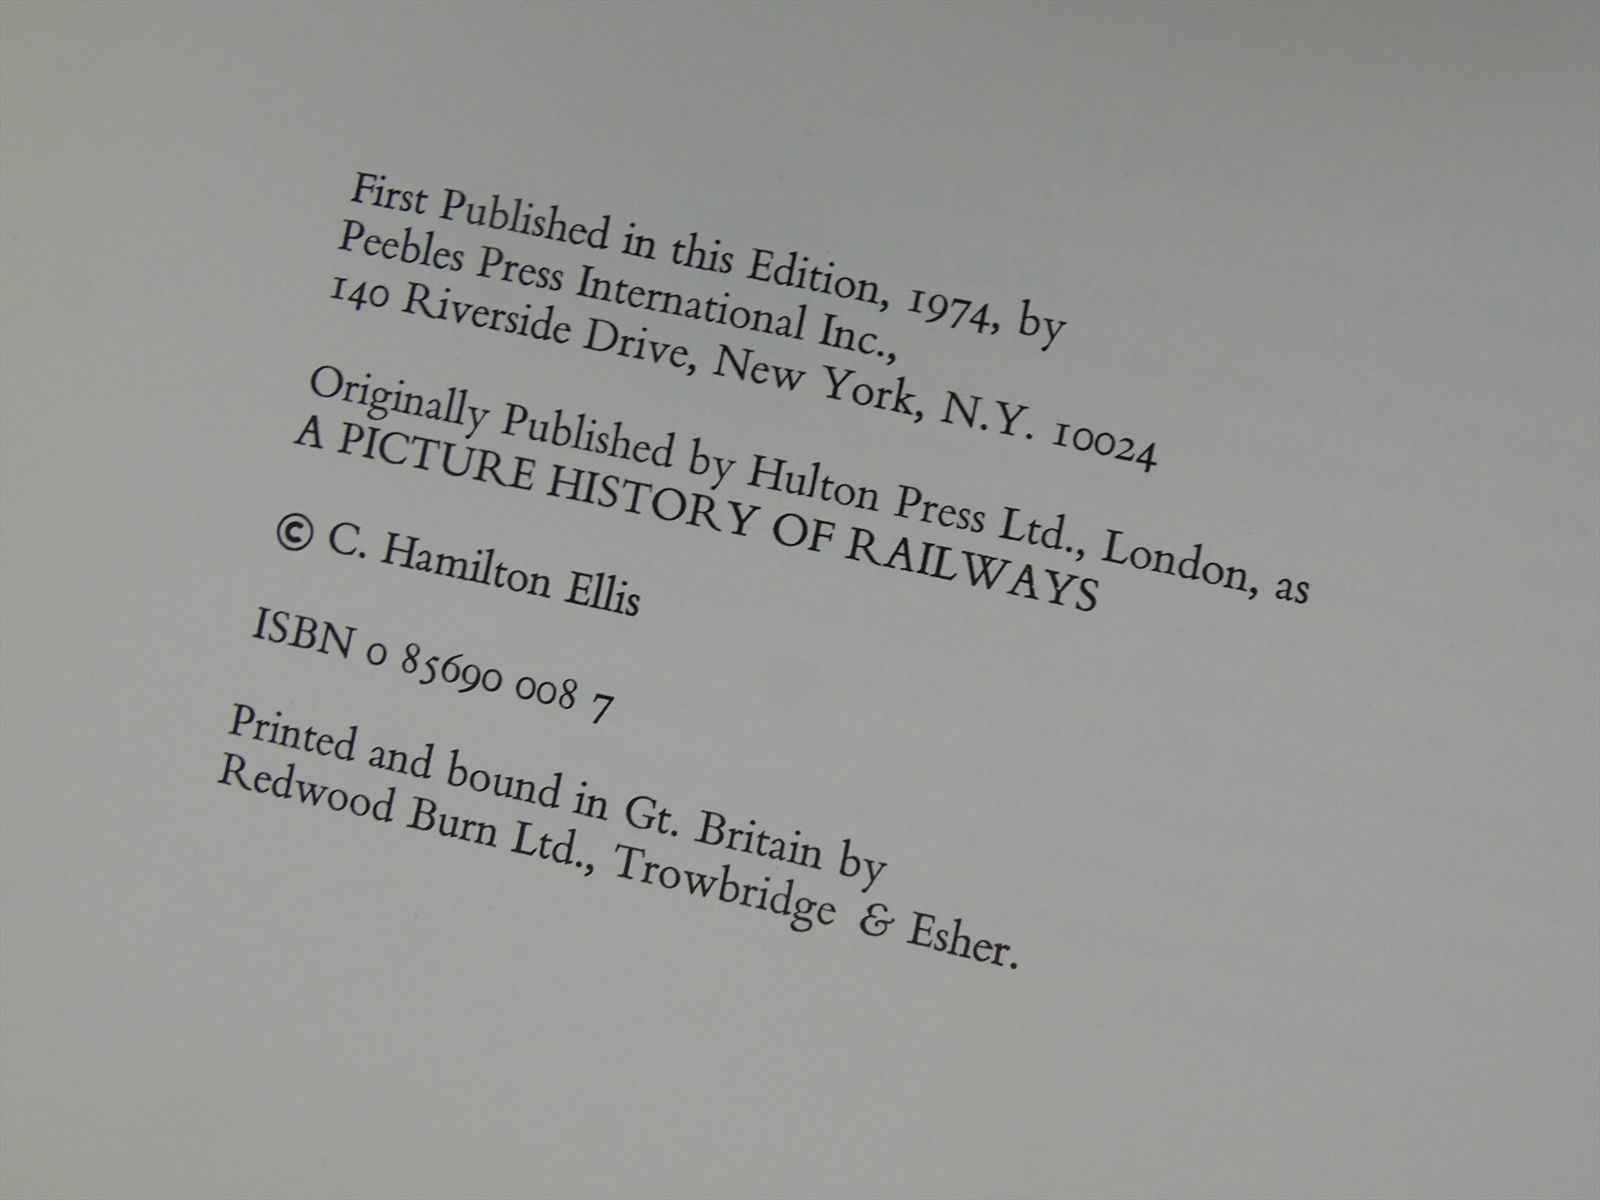 First Published in this Edition, 1974, by
Peebles Press International Inc.,
140 Riverside Drive, New York, N.Y. 10024
Originally Published by Hulton Press Ltd., London, as
A PICTURE HISTORY OF RAILWAYS
© C. Hamilton Ellis
ISBN 0 85690 008 7
Printed and bound in Gt. Britain by
Redwood Burn Ltd., Trowbridge & Esher.